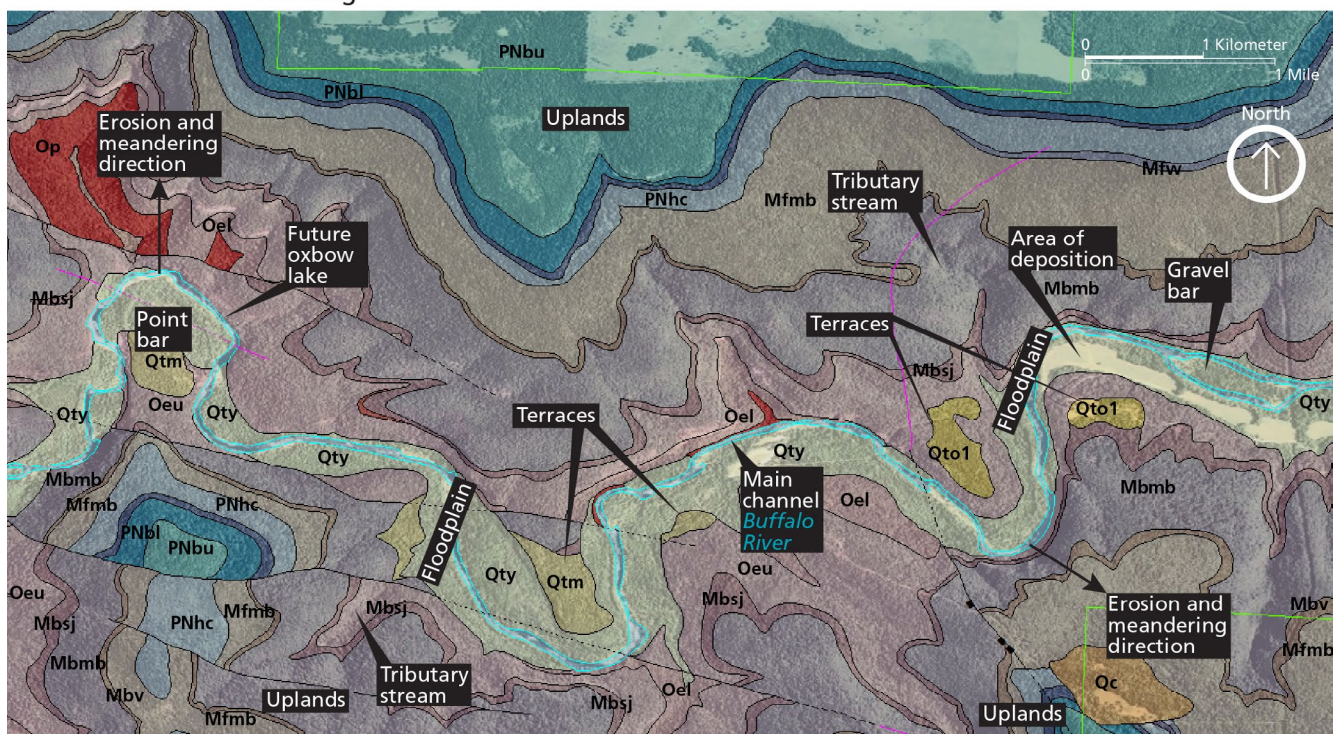 PNbu
0 1 Kilometer
0 1 Mile
PNbl
Uplands
North
Op
Erosion and
meandering
direction
Oel
PNhc
Mfmb
Mfw
Tributary
stream
Future
oxbow
lake
Area of
deposition
Mbmb
Gravel
bar
Mbsj
Point
bar
Qtm
Oeu
Qty
Qty
Terraces
Mbsj
Floodplain
Qto1
Qty
Terraces
Oel
Qty
Qto1
Qty
Main
channel
Buffalo
River
Oel
Mbmb
Mbmb
Mfmb
PNhc
PNbl
PNbu
Floodplain
Qty
Qtm
Oeu
Oeu
Mbsj
PNhc
Mfmb
Mbsj
Mbsj
Erosion and
meandering
direction
Mbv
Mfmb
Mbmb
Mbv
Mfmb
Uplands
Tributary
stream
Oel
Mbsj
Qc
Uplands